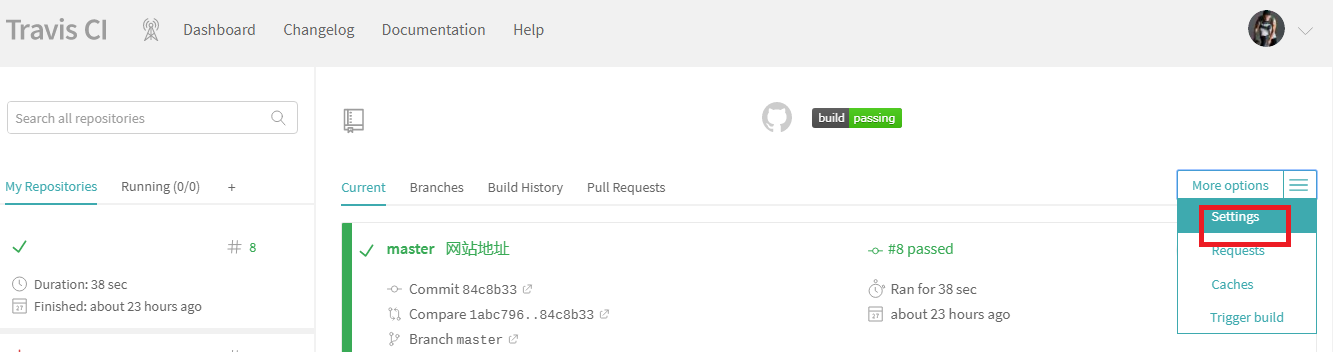 Travis CI Dashboard Changelog Documentation Help
Search all repositories
build passing
My Repositories Running (0/0) +
Current Branches Build History Pull Requests
More options
Settings
Requests
Caches
Trigger build
# 8
Duration: 38 sec
Finished: about 23 hours ago
master 网站地址
#8 passed
Commit 84c8b33
Ran for 38 sec
Compare 1abc796..84c8b33
about 23 hours ago
Branch master